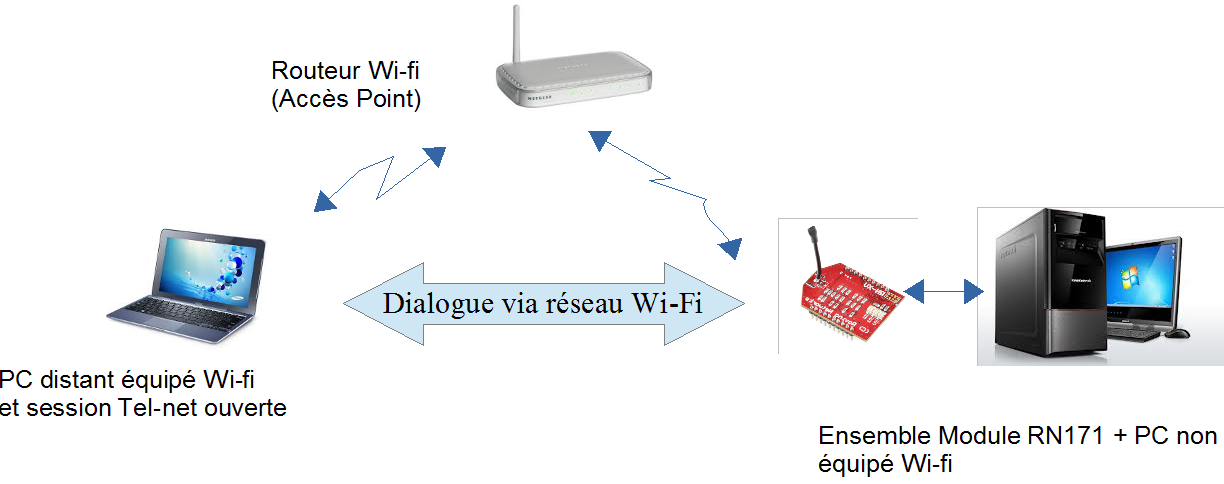 Routeur Wi-fi
(Accès Point)
NETGEAR
Dialogue via réseau Wi-Fi
PC distant équipé Wi-fi
et session Tel-net ouverte
Ensemble Module RN171 + PC non
équipé Wi-fi